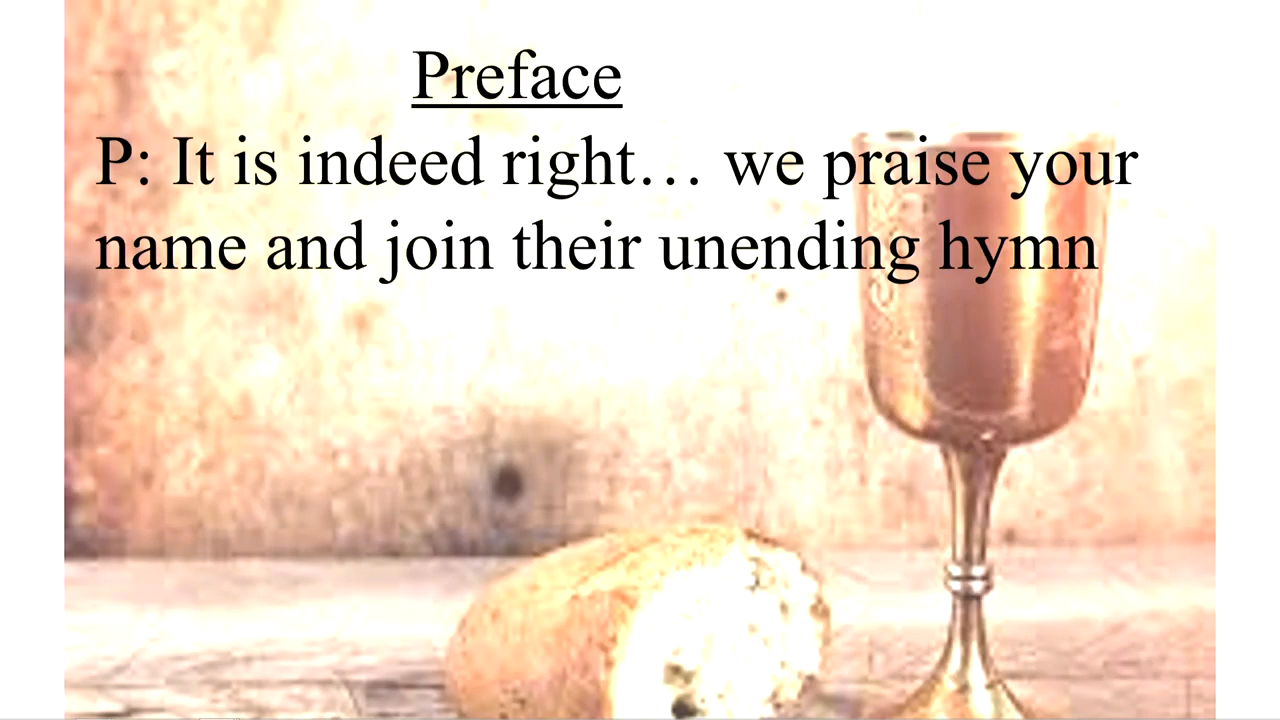 Preface
P: It is indeed right… we praise your
name and join their unending hymn